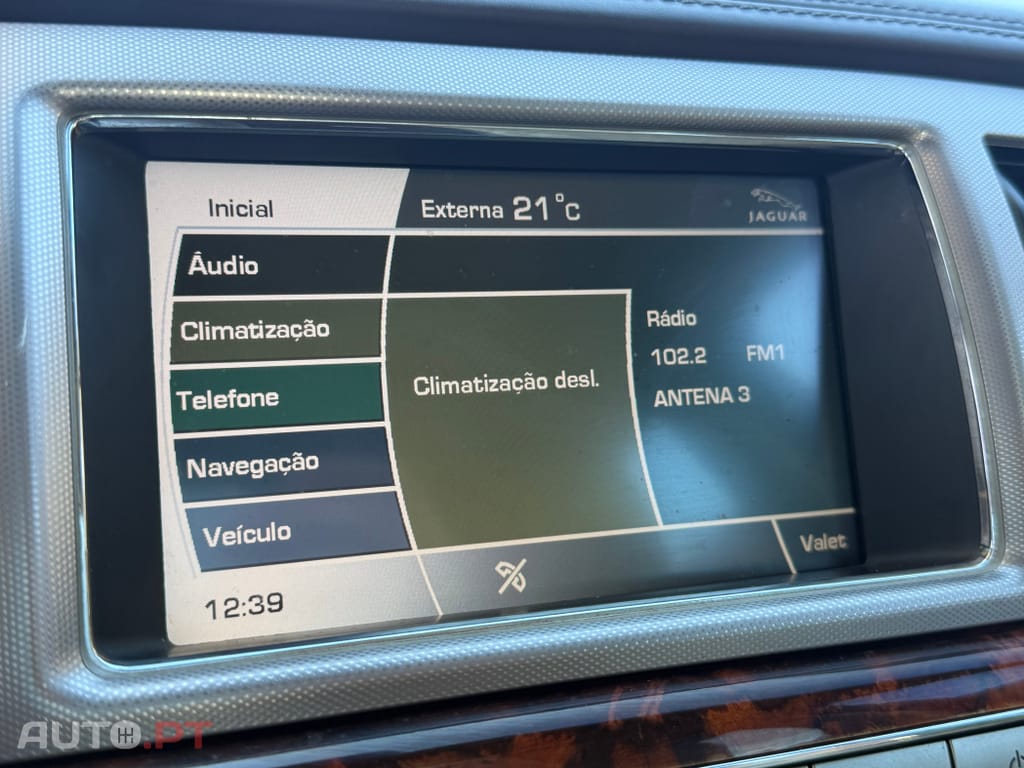 Inicial
Externa 21°C
JAGUAR
Áudio
Climatização
Telefone
Navegação
Veículo
Climatização desl.
Rádio
102.2 FM1
ANTENA 3
12:39
Valet
AUTO.PT